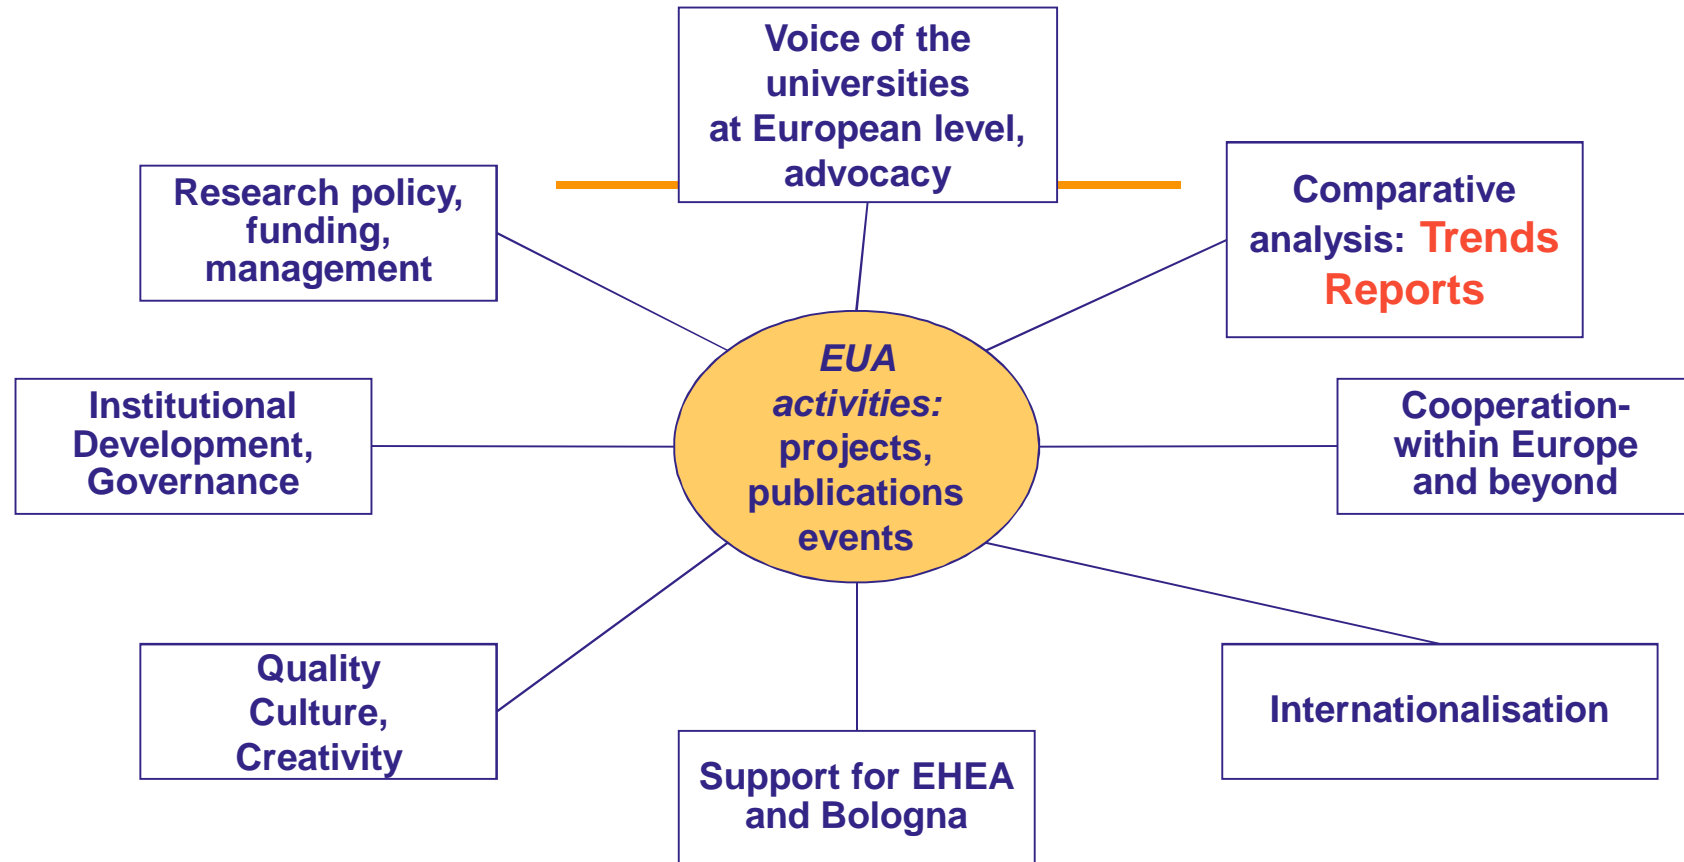 Voice of the
universities
at European level,
advocacy
Research policy,
funding,
management
Comparative
analysis: Trends
Reports
EUA
activities:
projects,
publications
events
Institutional
Development,
Governance
Cooperation-
within Europe
and beyond
Quality
Culture,
Creativity
Support for EHEA
and Bologna
Internationalisation